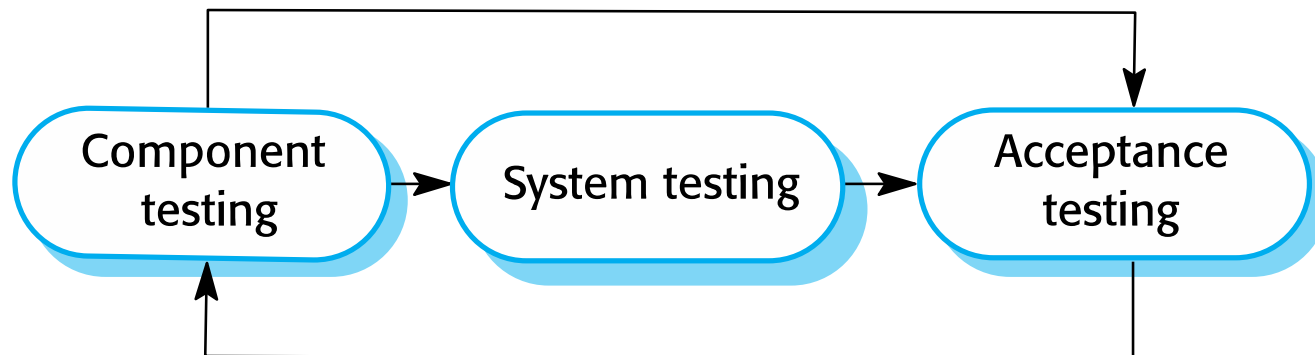 Component
testing
System testing
Acceptance
testing